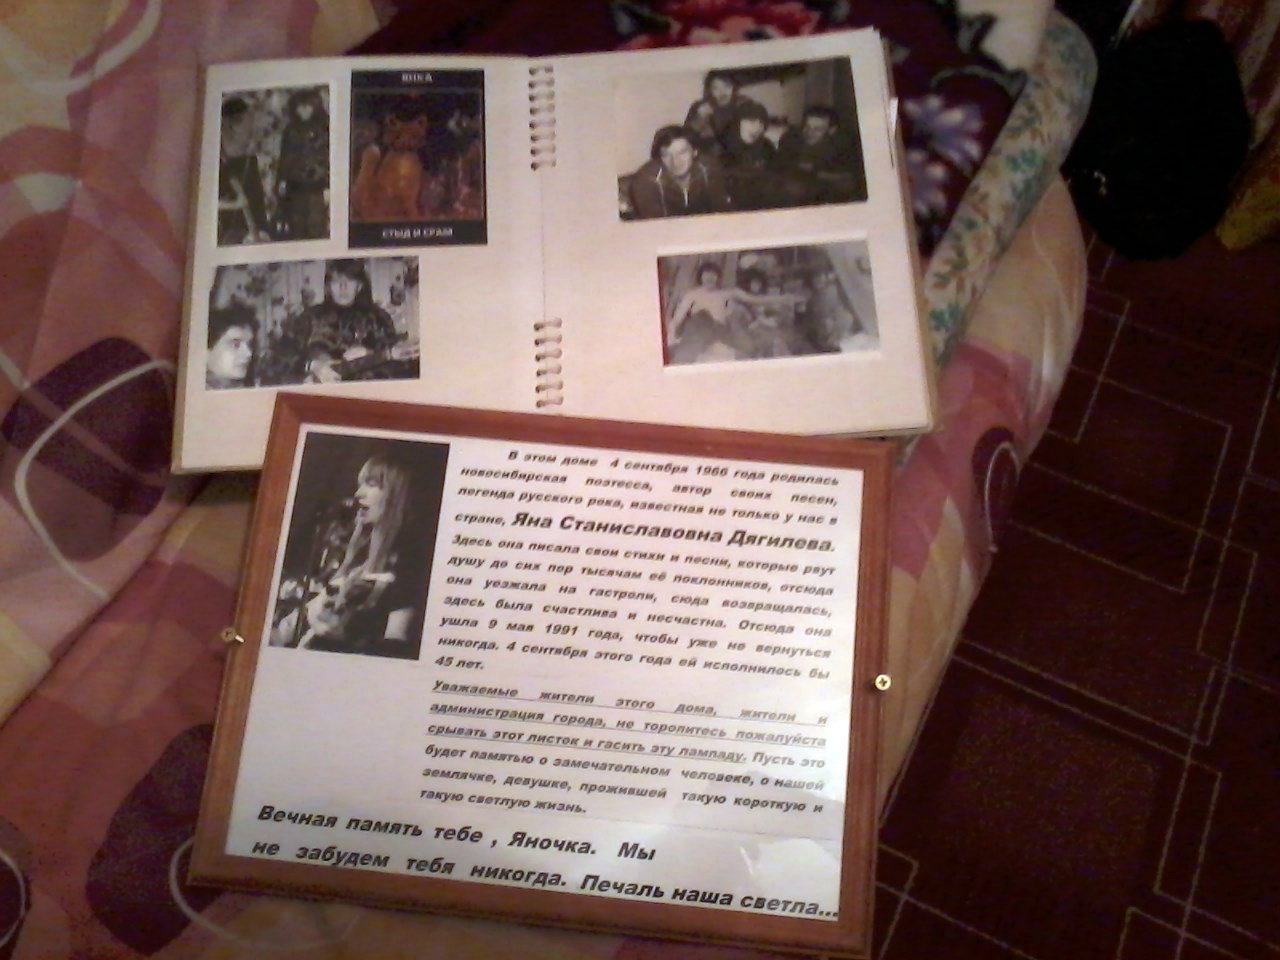 ЯНКА
СТЫД И СРАМ
В этом доме 4 сентября 1966 года родилась
новосибирская поэтесса, автор своих песен,
легенда русского рока, известная не только у нас в
стране, Яна Станиславовна Дягилева.
Здесь она писала свои стихи и песни, которые рвут
душу до сих пор тысячам её поклонников, отсюда
она уезжала на гастроли, сюда возвращалась,
здесь была счастлива и несчастна. Отсюда она
ушла 9 мая 1991 года, чтобы уже не вернуться
никогда. 4 сентября этого года ей исполнилось бы
45 лет.
Уважаемые жители этого дома, жители и
администрация города, не торопитесь пожалуйста
срывать этот листок и гасить эту лампаду. Пусть это
будет памятью о замечательном человеке, о нашей
землячке, девушке, прожившей такую короткую и
такую светлую жизнь.
Вечная память тебе , Яночка. Мы
не забудем тебя никогда. Печаль наша светла...